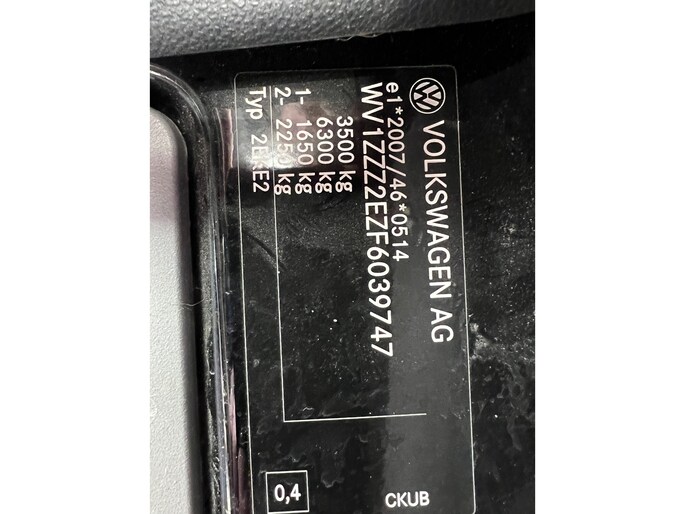 VOLKSWAGEN AG
e1*2007/46*0514
WV1ZZZ2EZF6039747
3500 kg
6300 kg
1- 1650 kg
2- 2250 kg
Typ 2EKE2
0,4
CKUB